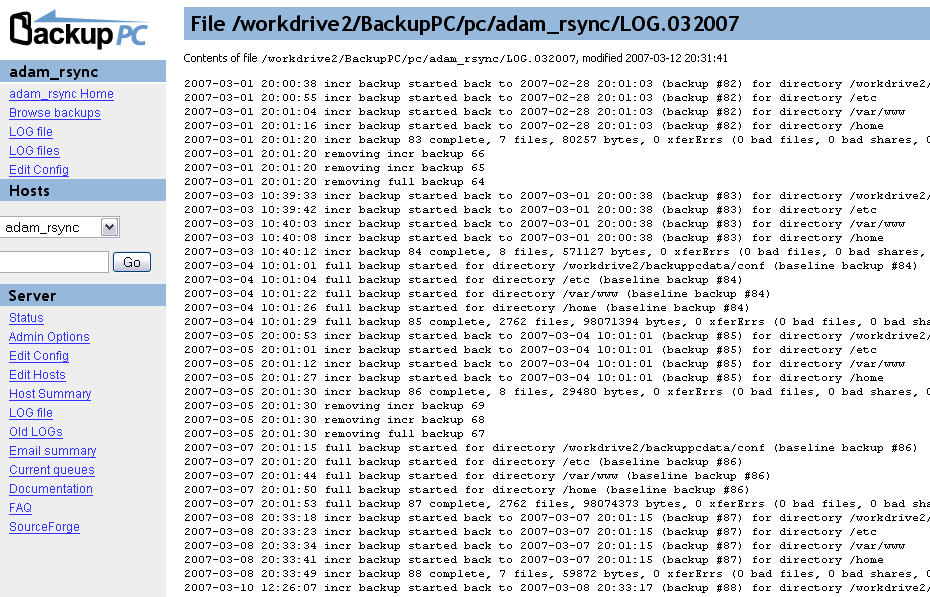 BackupPC
adam_rsync
adam_rsync Home
Browse backups
LOG file
LOG files
Edit Config
Hosts
adam_rsync
Go
Server
Status
Admin Options
Edit Config
Edit Hosts
Host Summary
LOG file
Old LOGs
Email summary
Current queues
Documentation
FAQ
SourceForge
File /workdrive2/BackupPC/pc/adam_rsync/LOG.032007
Contents of file /workdrive2/BackupPC/pc/adam_rsync/LOG.032007, modified 2007-03-12 20:31:41
2007-03-01 20:00:38 incr backup started back to 2007-02-28 20:01:03 (backup #82) for directory /workdrive2/
2007-03-01 20:00:55 incr backup started back to 2007-02-28 20:01:03 (backup #82) for directory /etc
2007-03-01 20:01:04 incr backup started back to 2007-02-28 20:01:03 (backup #82) for directory /var/www
2007-03-01 20:01:16 incr backup started back to 2007-02-28 20:01:03 (backup #82) for directory /home
2007-03-01 20:01:20 incr backup 83 complete, 7 files, 80257 bytes, 0 xferErrs (0 bad files, 0 bad shares, 0
2007-03-01 20:01:20 removing incr backup 66
2007-03-01 20:01:20 removing incr backup 65
2007-03-01 20:01:20 removing full backup 64
2007-03-03 10:39:33 incr backup started back to 2007-03-01 20:00:38 (backup #83) for directory /workdrive2/
2007-03-03 10:39:42 incr backup started back to 2007-03-01 20:00:38 (backup #83) for directory /etc
2007-03-03 10:40:03 incr backup started back to 2007-03-01 20:00:38 (backup #83) for directory /var/www
2007-03-03 10:40:08 incr backup started back to 2007-03-01 20:00:38 (backup #83) for directory /home
2007-03-03 10:40:12 incr backup 84 complete, 8 files, 571127 bytes, 0 xferErrs (0 bad files, 0 bad shares,
2007-03-04 10:01:01 full backup started for directory /workdrive2/backuppcdata/conf (baseline backup #84)
2007-03-04 10:01:04 full backup started for directory /etc (baseline backup #84)
2007-03-04 10:01:22 full backup started for directory /var/www (baseline backup #84)
2007-03-04 10:01:26 full backup started for directory /home (baseline backup #84)
2007-03-04 10:01:29 full backup 85 complete, 2762 files, 98071394 bytes, 0 xferErrs (0 bad files, 0 bad sha
2007-03-05 20:00:53 incr backup started back to 2007-03-04 10:01:01 (backup #85) for directory /workdrive2/
2007-03-05 20:01:01 incr backup started back to 2007-03-04 10:01:01 (backup #85) for directory /etc
2007-03-05 20:01:12 incr backup started back to 2007-03-04 10:01:01 (backup #85) for directory /var/www
2007-03-05 20:01:27 incr backup started back to 2007-03-04 10:01:01 (backup #85) for directory /home
2007-03-05 20:01:30 incr backup 86 complete, 8 files, 29480 bytes, 0 xferErrs (0 bad files, 0 bad shares, 0
2007-03-05 20:01:30 removing incr backup 69
2007-03-05 20:01:30 removing incr backup 68
2007-03-05 20:01:30 removing full backup 67
2007-03-07 20:01:15 full backup started for directory /workdrive2/backuppcdata/conf (baseline backup #86)
2007-03-07 20:01:20 full backup started for directory /etc (baseline backup #86)
2007-03-07 20:01:44 full backup started for directory /var/www (baseline backup #86)
2007-03-07 20:01:50 full backup started for directory /home (baseline backup #86)
2007-03-07 20:01:53 full backup 87 complete, 2762 files, 98074373 bytes, 0 xferErrs (0 bad files, 0 bad sha
2007-03-08 20:33:18 incr backup started back to 2007-03-07 20:01:15 (backup #87) for directory /workdrive2/
2007-03-08 20:33:23 incr backup started back to 2007-03-07 20:01:15 (backup #87) for directory /etc
2007-03-08 20:33:34 incr backup started back to 2007-03-07 20:01:15 (backup #87) for directory /var/www
2007-03-08 20:33:41 incr backup started back to 2007-03-07 20:01:15 (backup #87) for directory /home
2007-03-08 20:33:49 incr backup 88 complete, 7 files, 59872 bytes, 0 xferErrs (0 bad files, 0 bad shares, 0
2007-03-10 12:26:07 incr backup started back to 2007-03-08 20:33:17 (backup #88) for directory /workdrive2/